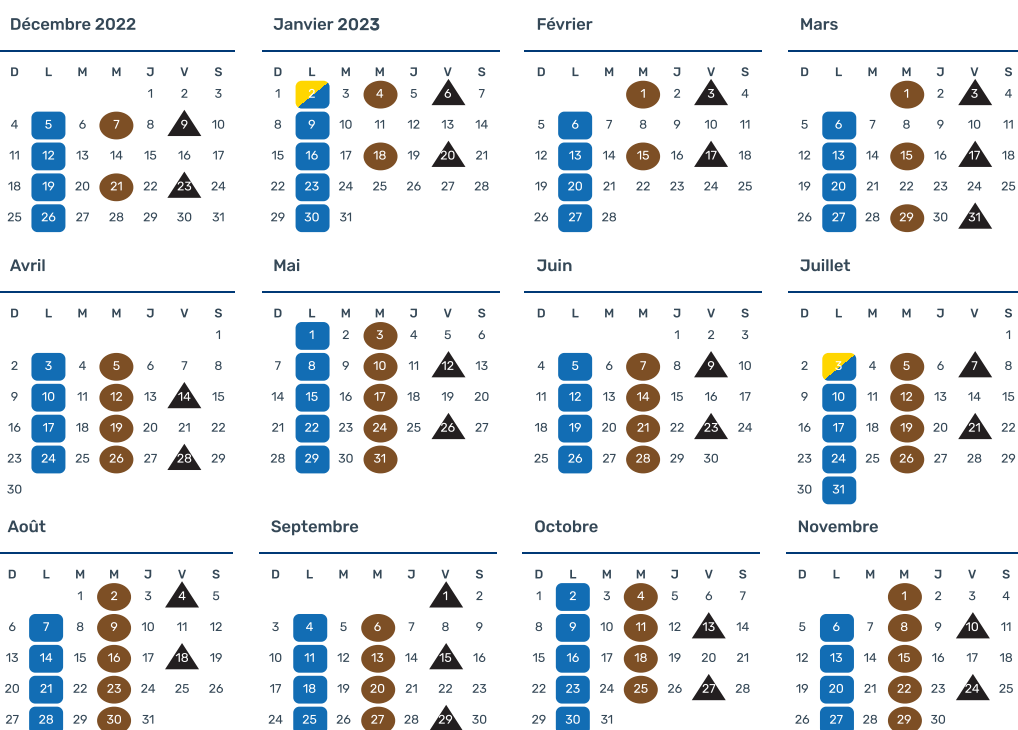 Décembre 2022
D L M M J V S
1 2 3
4 5 6 7 8 9 10
11 12 13 14 15 16 17
18 19 20 21 22 23 24
25 26 27 28 29 30 31
Janvier 2023
D L M M J V S
1 2 3 4 5 6 7
8 9 10 11 12 13 14
15 16 17 18 19 20 21
22 23 24 25 26 27 28
29 30 31
Février
D L M M J V S
1 2 3 4
5 6 7 8 9 10 11
12 13 14 15 16 17 18
19 20 21 22 23 24 25
26 27 28
Mars
D L M M J V S
1 2 3 4
5 6 7 8 9 10 11
12 13 14 15 16 17 18
19 20 21 22 23 24 25
26 27 28 29 30 31
Avril
D L M M J V S
1
2 3 4 5 6 7 8
9 10 11 12 13 14 15
16 17 18 19 20 21 22
23 24 25 26 27 28 29
30
Mai
D L M M J V S
1 2 3 4 5 6
7 8 9 10 11 12 13
14 15 16 17 18 19 20
21 22 23 24 25 26 27
28 29 30 31
Juin
D L M M J V S
1 2 3
4 5 6 7 8 9 10
11 12 13 14 15 16 17
18 19 20 21 22 23 24
25 26 27 28 29 30
Juillet
D L M M J V S
1
2 3 4 5 6 7 8
9 10 11 12 13 14 15
16 17 18 19 20 21 22
23 24 25 26 27 28 29
30 31
Août
D L M M J V S
1 2 3 4 5
6 7 8 9 10 11 12
13 14 15 16 17 18 19
20 21 22 23 24 25 26
27 28 29 30 31
Septembre
D L M M J V S
1 2
3 4 5 6 7 8 9
10 11 12 13 14 15 16
17 18 19 20 21 22 23
24 25 26 27 28 29 30
Octobre
D L M M J V S
1 2 3 4 5 6 7
8 9 10 11 12 13 14
15 16 17 18 19 20 21
22 23 24 25 26 27 28
29 30 31
Novembre
D L M M J V S
1 2 3 4
5 6 7 8 9 10 11
12 13 14 15 16 17 18
19 20 21 22 23 24 25
26 27 28 29 30